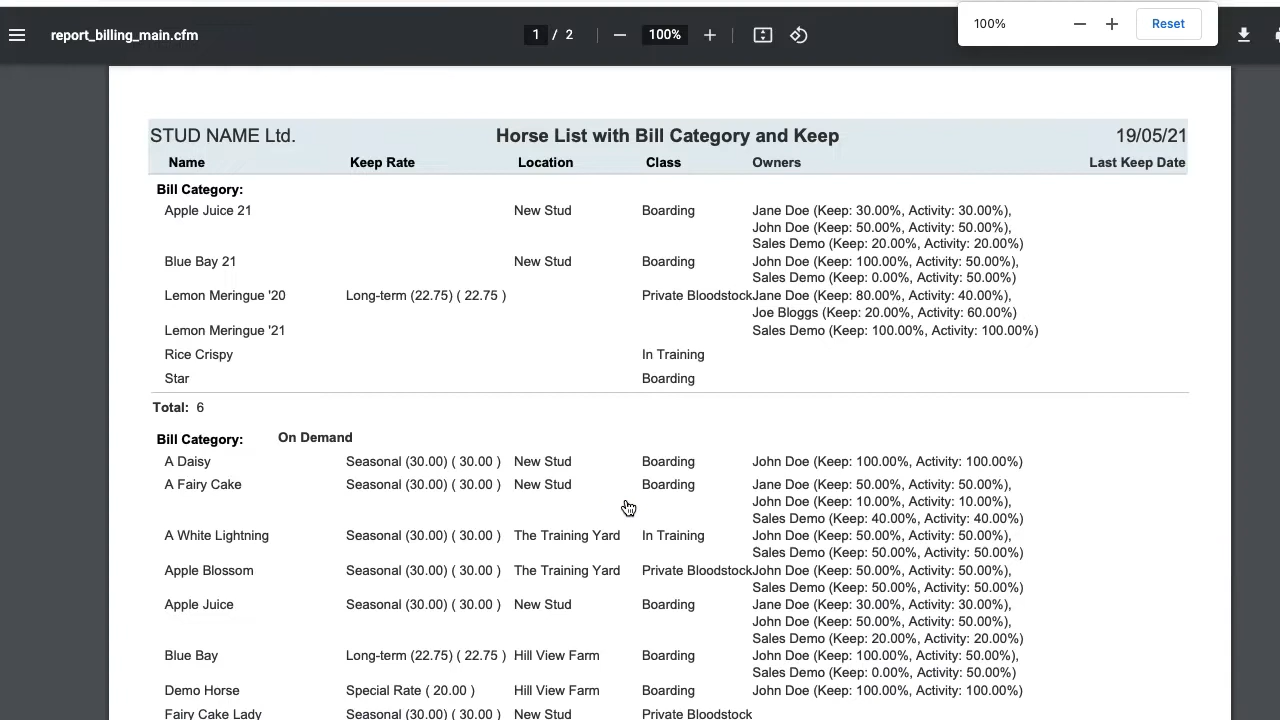 report_billing_main.cfm 1 / 2 100% 100% Reset
STUD NAME Ltd. Horse List with Bill Category and Keep 19/05/21
Name Keep Rate Location Class Owners Last Keep Date
Bill Category:
Apple Juice 21 New Stud Boarding Jane Doe (Keep: 30.00%, Activity: 30.00%),
John Doe (Keep: 50.00%, Activity: 50.00%),
Sales Demo (Keep: 20.00%, Activity: 20.00%)
Blue Bay 21 New Stud Boarding John Doe (Keep: 100.00%, Activity: 50.00%),
Sales Demo (Keep: 0.00%, Activity: 50.00%)
Lemon Meringue '20 Long-term (22.75) ( 22.75 ) Private Bloodstock Jane Doe (Keep: 80.00%, Activity: 40.00%),
Joe Bloggs (Keep: 20.00%, Activity: 60.00%)
Lemon Meringue '21 Sales Demo (Keep: 100.00%, Activity: 100.00%)
Rice Crispy In Training
Star Boarding
Total: 6
Bill Category: On Demand
A Daisy Seasonal (30.00) ( 30.00 ) New Stud Boarding John Doe (Keep: 100.00%, Activity: 100.00%)
A Fairy Cake Seasonal (30.00) ( 30.00 ) New Stud Boarding Jane Doe (Keep: 50.00%, Activity: 50.00%),
John Doe (Keep: 10.00%, Activity: 10.00%),
Sales Demo (Keep: 40.00%, Activity: 40.00%)
A White Lightning Seasonal (30.00) ( 30.00 ) The Training Yard In Training John Doe (Keep: 50.00%, Activity: 50.00%),
Sales Demo (Keep: 50.00%, Activity: 50.00%)
Apple Blossom Seasonal (30.00) ( 30.00 ) The Training Yard Private Bloodstock John Doe (Keep: 50.00%, Activity: 50.00%),
Sales Demo (Keep: 50.00%, Activity: 50.00%)
Apple Juice Seasonal (30.00) ( 30.00 ) New Stud Boarding Jane Doe (Keep: 30.00%, Activity: 30.00%),
John Doe (Keep: 50.00%, Activity: 50.00%),
Sales Demo (Keep: 20.00%, Activity: 20.00%)
Blue Bay Long-term (22.75) ( 22.75 ) Hill View Farm Boarding John Doe (Keep: 100.00%, Activity: 50.00%),
Sales Demo (Keep: 0.00%, Activity: 50.00%)
Demo Horse Special Rate ( 20.00 ) Hill View Farm Boarding John Doe (Keep: 100.00%, Activity: 100.00%)
Fairy Cake Lady Seasonal (30.00) ( 30.00 ) New Stud Private Bloodstock